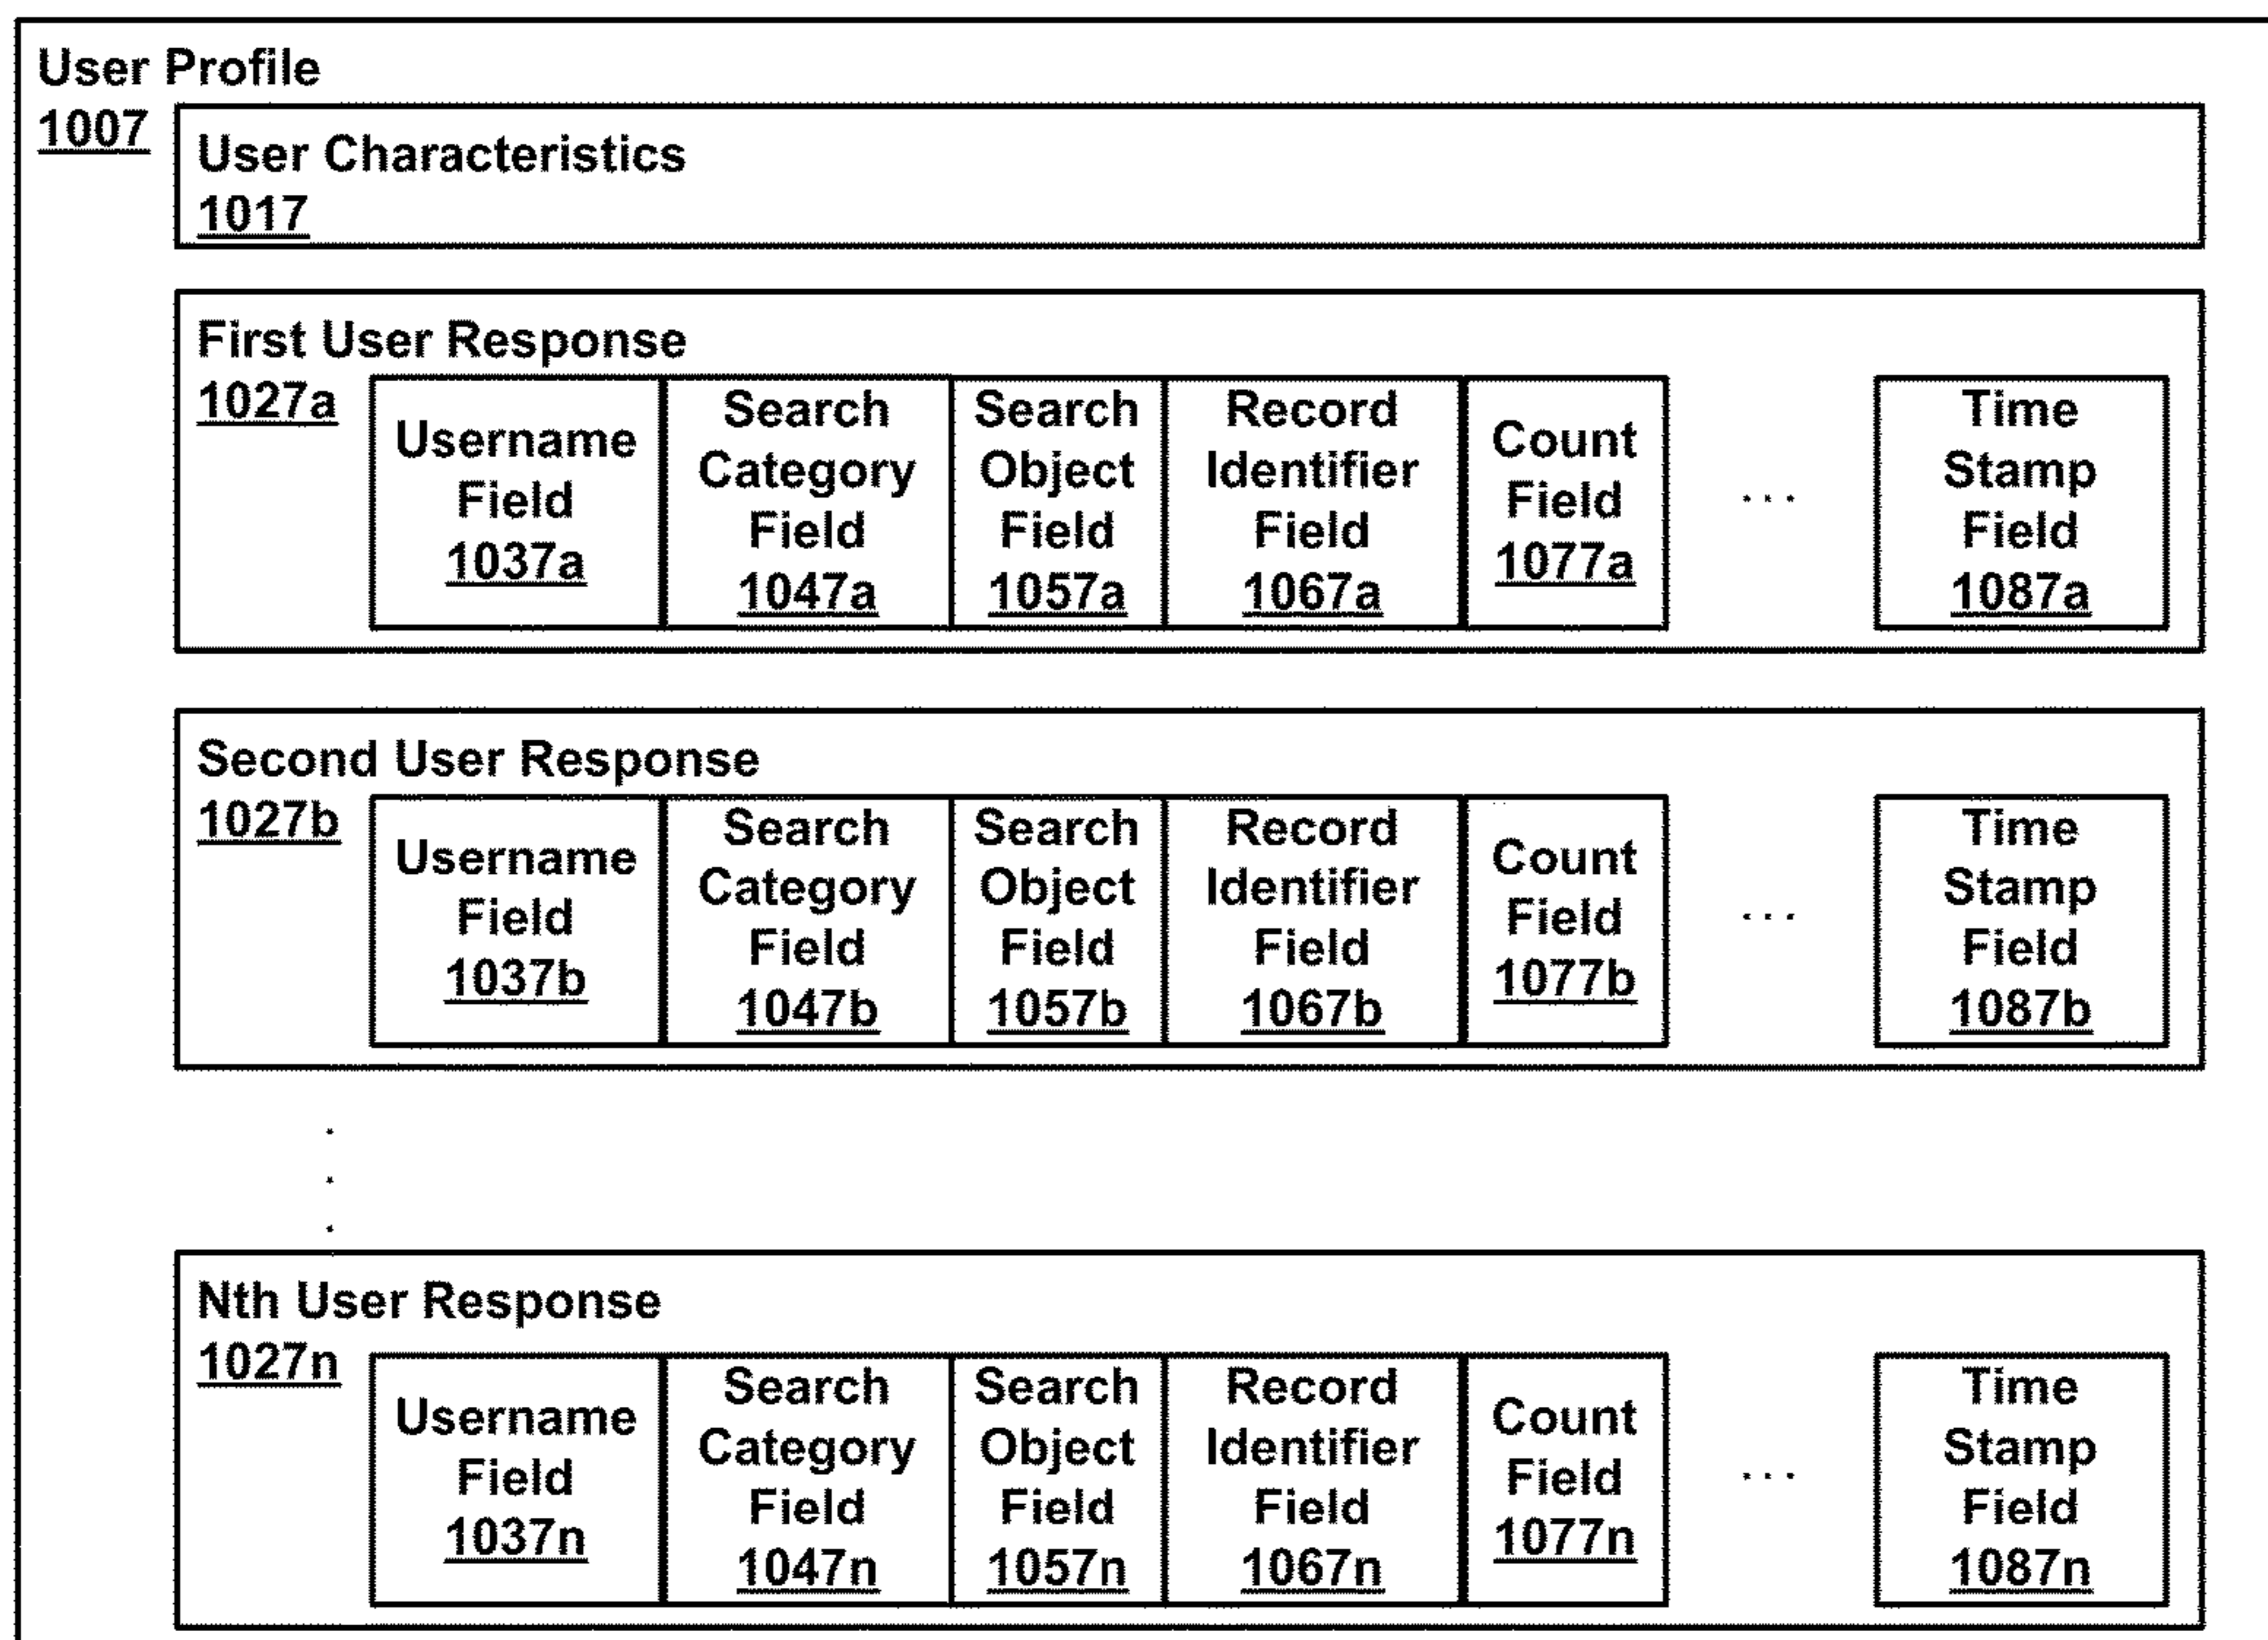 User Profile
1007
User Characteristics
1017
First User Response
1027a
Username
Field
1037a
Search
Category
Field
1047a
Search
Object
Field
1057a
Record
Identifier
Field
1067a
Count
Field
1077a
...
Time
Stamp
Field
1087a
Second User Response
1027b
Username
Field
1037b
Search
Category
Field
1047b
Search
Object
Field
1057b
Record
Identifier
Field
1067b
Count
Field
1077b
...
Time
Stamp
Field
1087b
.
.
.
Nth User Response
1027n
Username
Field
1037n
Search
Category
Field
1047n
Search
Object
Field
1057n
Record
Identifier
Field
1067n
Count
Field
1077n
...
Time
Stamp
Field
1087n